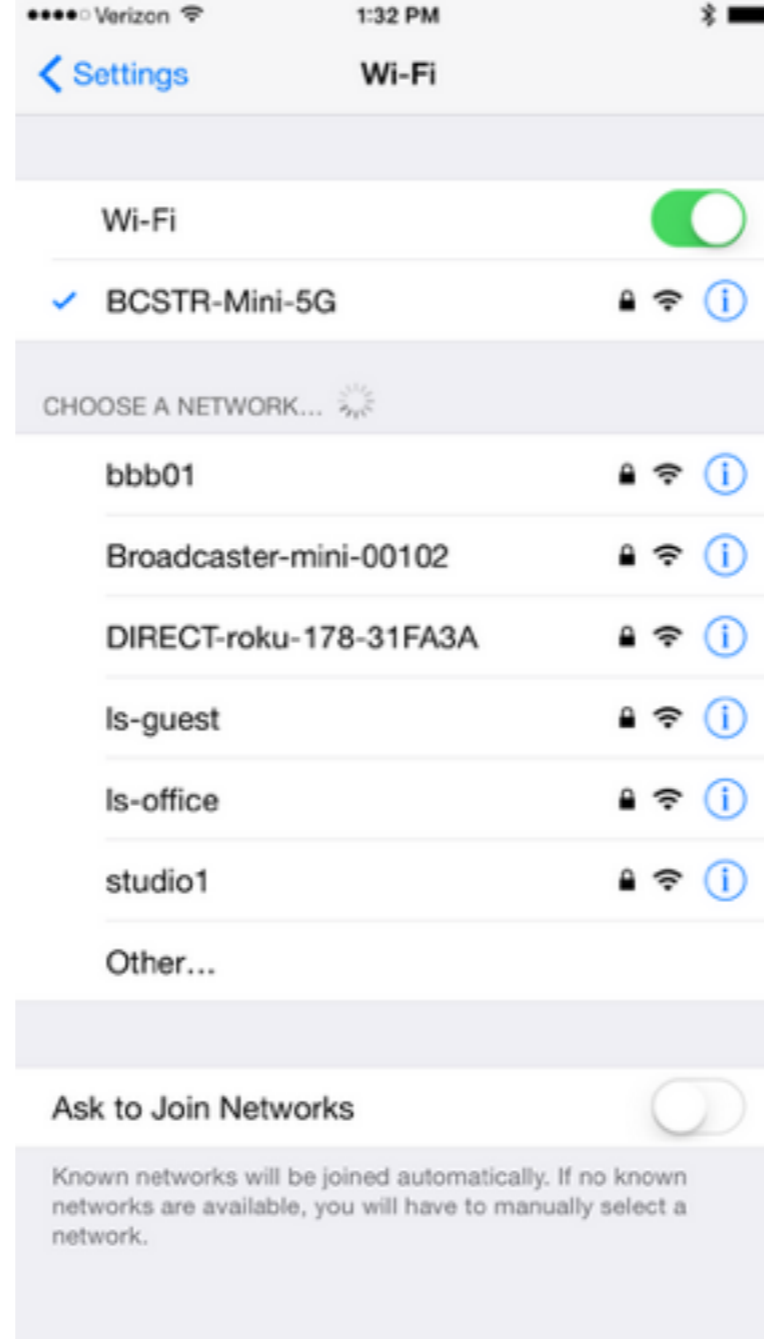 Verizon 1:32 PM
Settings Wi-Fi
Wi-Fi
BCSTR-Mini-5G
CHOOSE A NETWORK...
bbb01
Broadcaster-mini-00102
DIRECT-roku-178-31FA3A
ls-guest
ls-office
studio1
Other...
Ask to Join Networks
Known networks will be joined automatically. If no known
networks are available, you will have to manually select a
network.